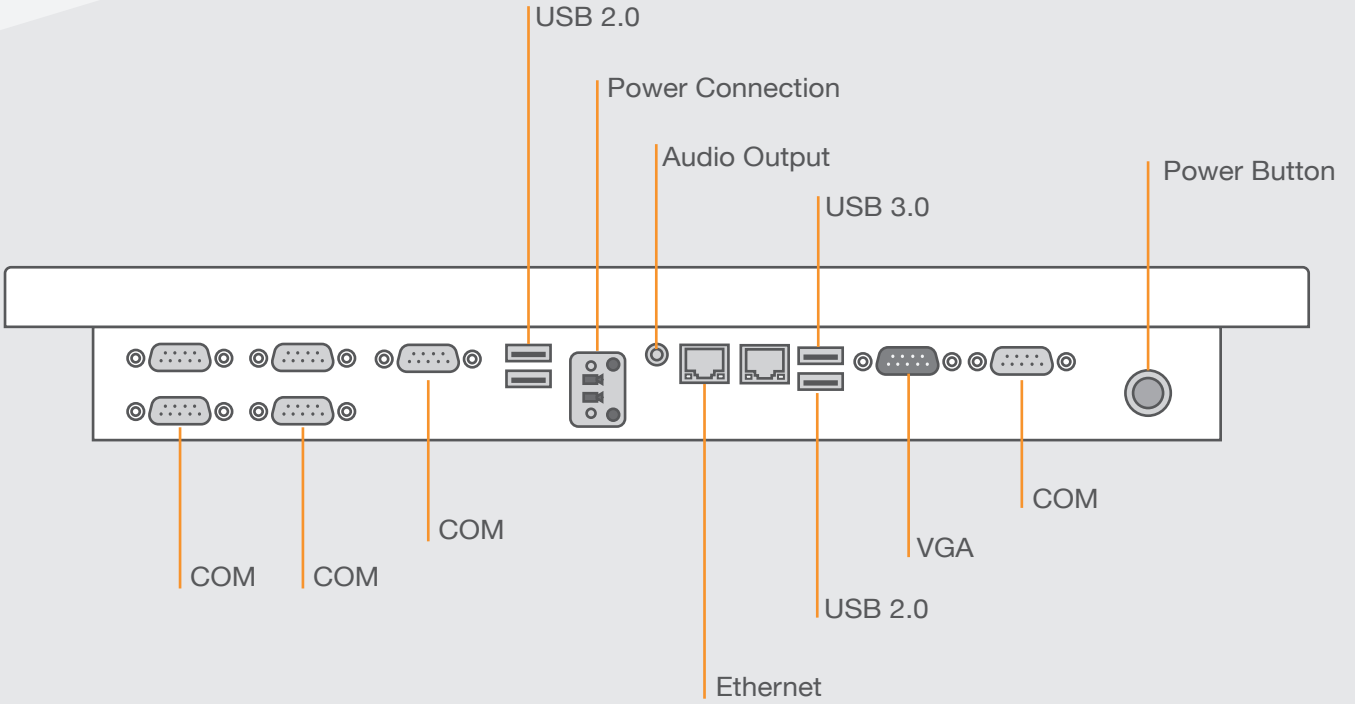 USB 2.0
Power Connection
Audio Output
Power Button
USB 3.0
COM
COM
VGA
COM
COM
USB 2.0
Ethernet